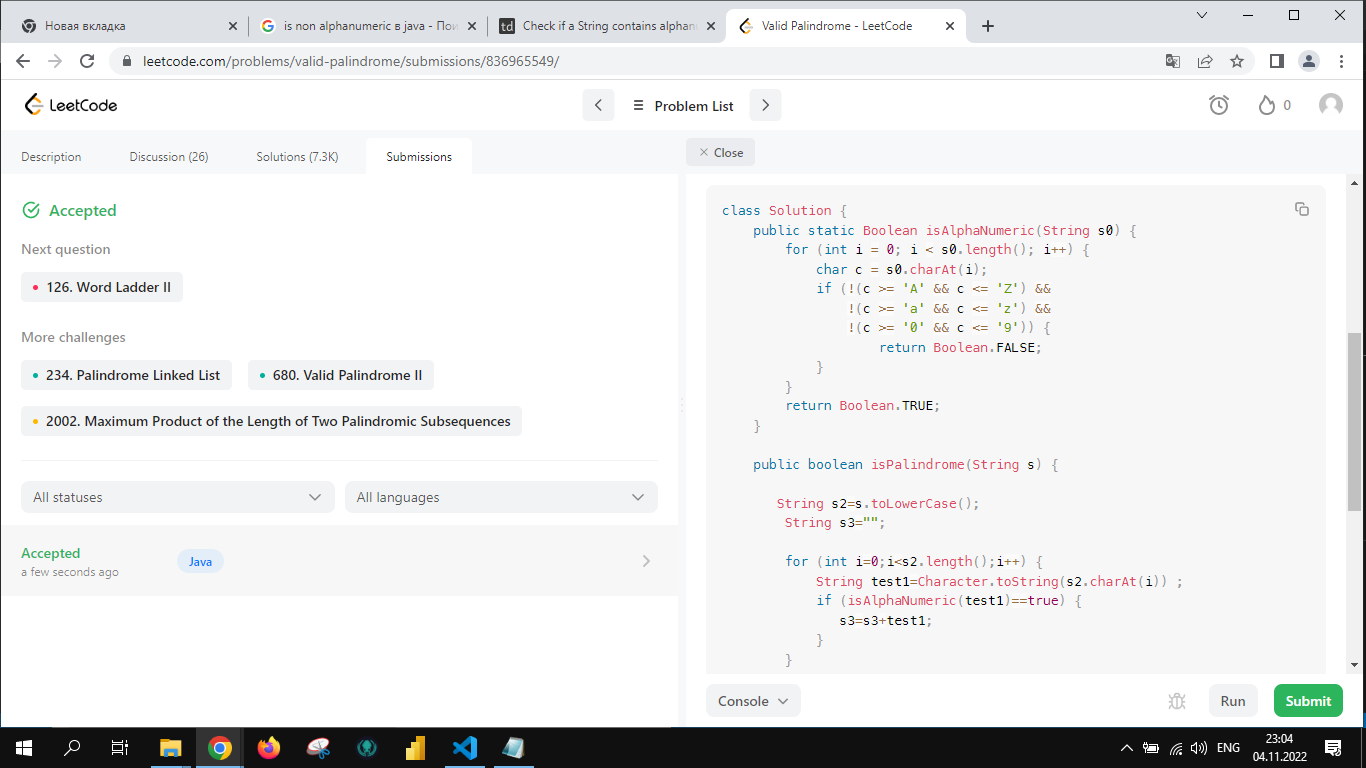 Новая вкладка
is non alphanumeric в java - Пои
td Check if a String contains alphan
Valid Palindrome - LeetCode
leetcode.com/problems/valid-palindrome/submissions/836965549/
LeetCode
Problem List
0
Description
Discussion (26)
Solutions (7.3K)
Submissions
Close
Accepted
Next question
126. Word Ladder II
More challenges
234. Palindrome Linked List
680. Valid Palindrome II
2002. Maximum Product of the Length of Two Palindromic Subsequences
All statuses
All languages
Accepted
a few seconds ago
Java
class Solution {
    public static Boolean isAlphaNumeric(String s0) {
        for (int i = 0; i < s0.length(); i++) {
            char c = s0.charAt(i);
            if (!(c >= 'A' && c <= 'Z') &&
                !(c >= 'a' && c <= 'z') &&
                !(c >= '0' && c <= '9')) {
                    return Boolean.FALSE;
            }
        }
        return Boolean.TRUE;
    }
    public boolean isPalindrome(String s) {
       String s2=s.toLowerCase();
        String s3="";
        for (int i=0;i<s2.length();i++) {
            String test1=Character.toString(s2.charAt(i)) ;
            if (isAlphaNumeric(test1)==true) {
               s3=s3+test1;
            }
        }
Console
Run
Submit
ENG
23:04
04.11.2022